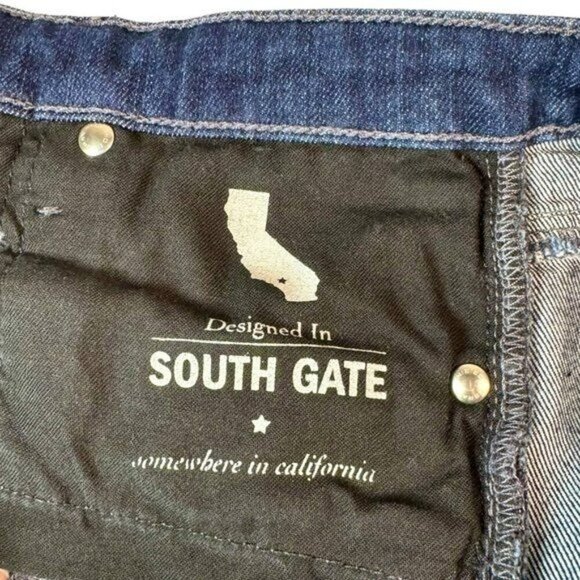 Designed In
SOUTH GATE
somewhere in california